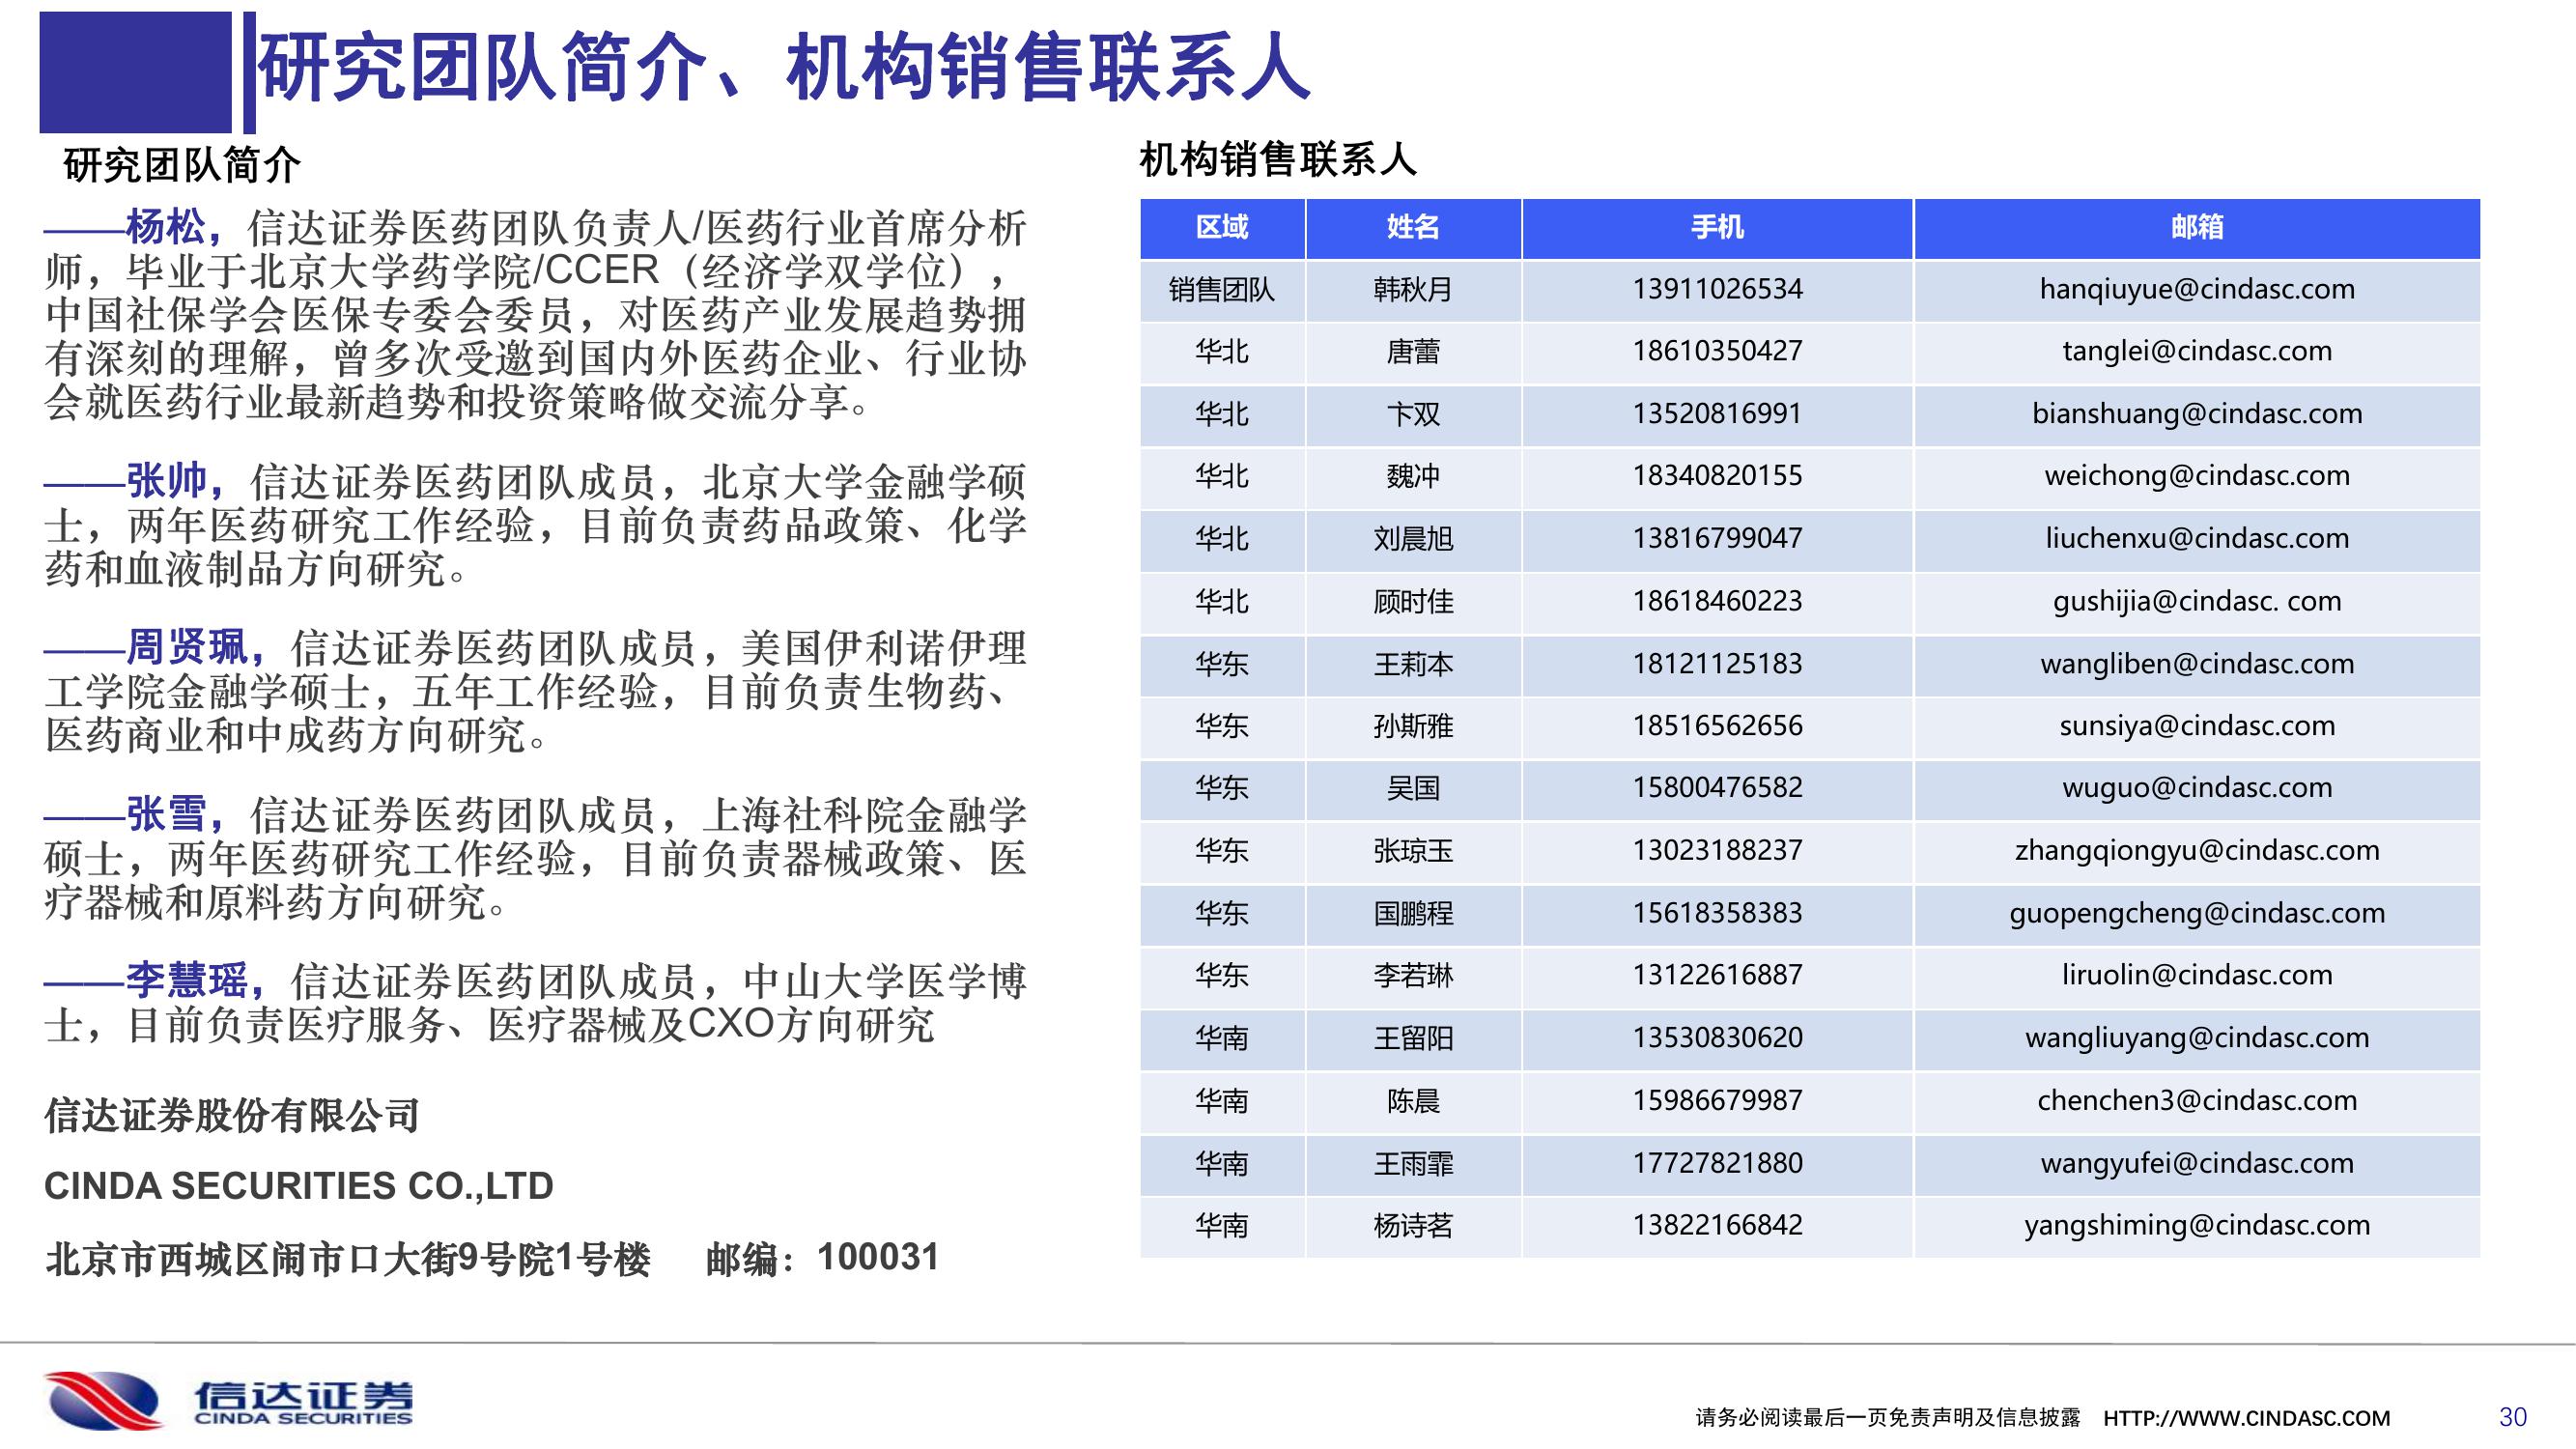 研究团队简介、机构销售联系人
研究团队简介
——杨松，信达证券医药团队负责人/医药行业首席分析
师，毕业于北京大学药学院/CCER（经济学双学位），
中国社保学会医保专委会委员，对医药产业发展趋势拥
有深刻的理解，曾多次受邀到国内外医药企业、行业协
会就医药行业最新趋势和投资策略做交流分享。
——张帅，信达证券医药团队成员，北京大学金融学硕
士，两年医药研究工作经验，目前负责药品政策、化学
药和血液制品方向研究。
——周贤珮，信达证券医药团队成员，美国伊利诺伊理
工学院金融学硕士，五年工作经验，目前负责生物药、
医药商业和中成药方向研究。
——张雪，信达证券医药团队成员，上海社科院金融学
硕士，两年医药研究工作经验，目前负责器械政策、医
疗器械和原料药方向研究。
——李慧瑶，信达证券医药团队成员，中山大学医学博
士，目前负责医疗服务、医疗器械及CXO方向研究
信达证券股份有限公司
CINDA SECURITIES CO.,LTD
北京市西城区闹市口大街9号院1号楼 邮编：100031
机构销售联系人
区域 姓名 手机 邮箱
销售团队 韩秋月 13911026534 hanqiuyue@cindasc.com
华北 唐蕾 18610350427 tanglei@cindasc.com
华北 卞双 13520816991 bianshuang@cindasc.com
华北 魏冲 18340820155 weichong@cindasc.com
华北 刘晨旭 13816799047 liuchenxu@cindasc.com
华北 顾时佳 18618460223 gushijia@cindasc. com
华东 王莉本 18121125183 wangliben@cindasc.com
华东 孙斯雅 18516562656 sunsiya@cindasc.com
华东 吴国 15800476582 wuguo@cindasc.com
华东 张琼玉 13023188237 zhangqiongyu@cindasc.com
华东 国鹏程 15618358383 guopengcheng@cindasc.com
华东 李若琳 13122616887 liruolin@cindasc.com
华南 王留阳 13530830620 wangliuyang@cindasc.com
华南 陈晨 15986679987 chenchen3@cindasc.com
华南 王雨霏 17727821880 wangyufei@cindasc.com
华南 杨诗茗 13822166842 yangshiming@cindasc.com
信达证券
CINDA SECURITIES
请务必阅读最后一页免责声明及信息披露 HTTP://WWW.CINDASC.COM 30